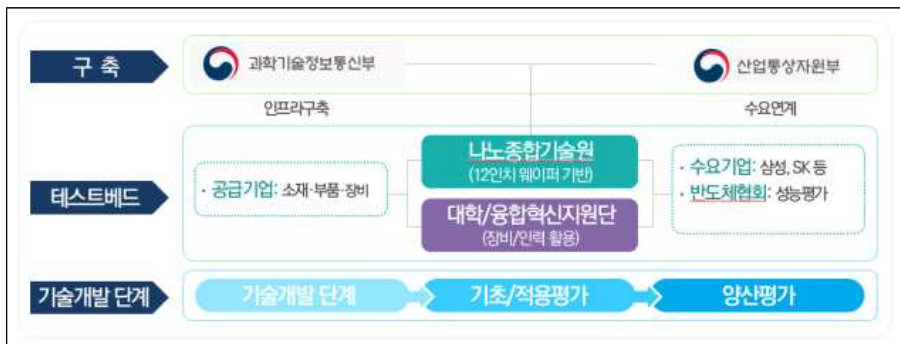 구 축
과학기술정보통신부
산업통상자원부
인프라구축
수요연계
테스트베드
· 공급기업: 소재·부품·장비
나노종합기술원
(12인치 웨이퍼 기반)
대학/융합혁신지원단
(장비/인력 활용)
· 수요기업: 삼성, SK 등
· 반도체협회: 성능평가
기술개발 단계
기술개발 단계
기초/적용평가
양산평가